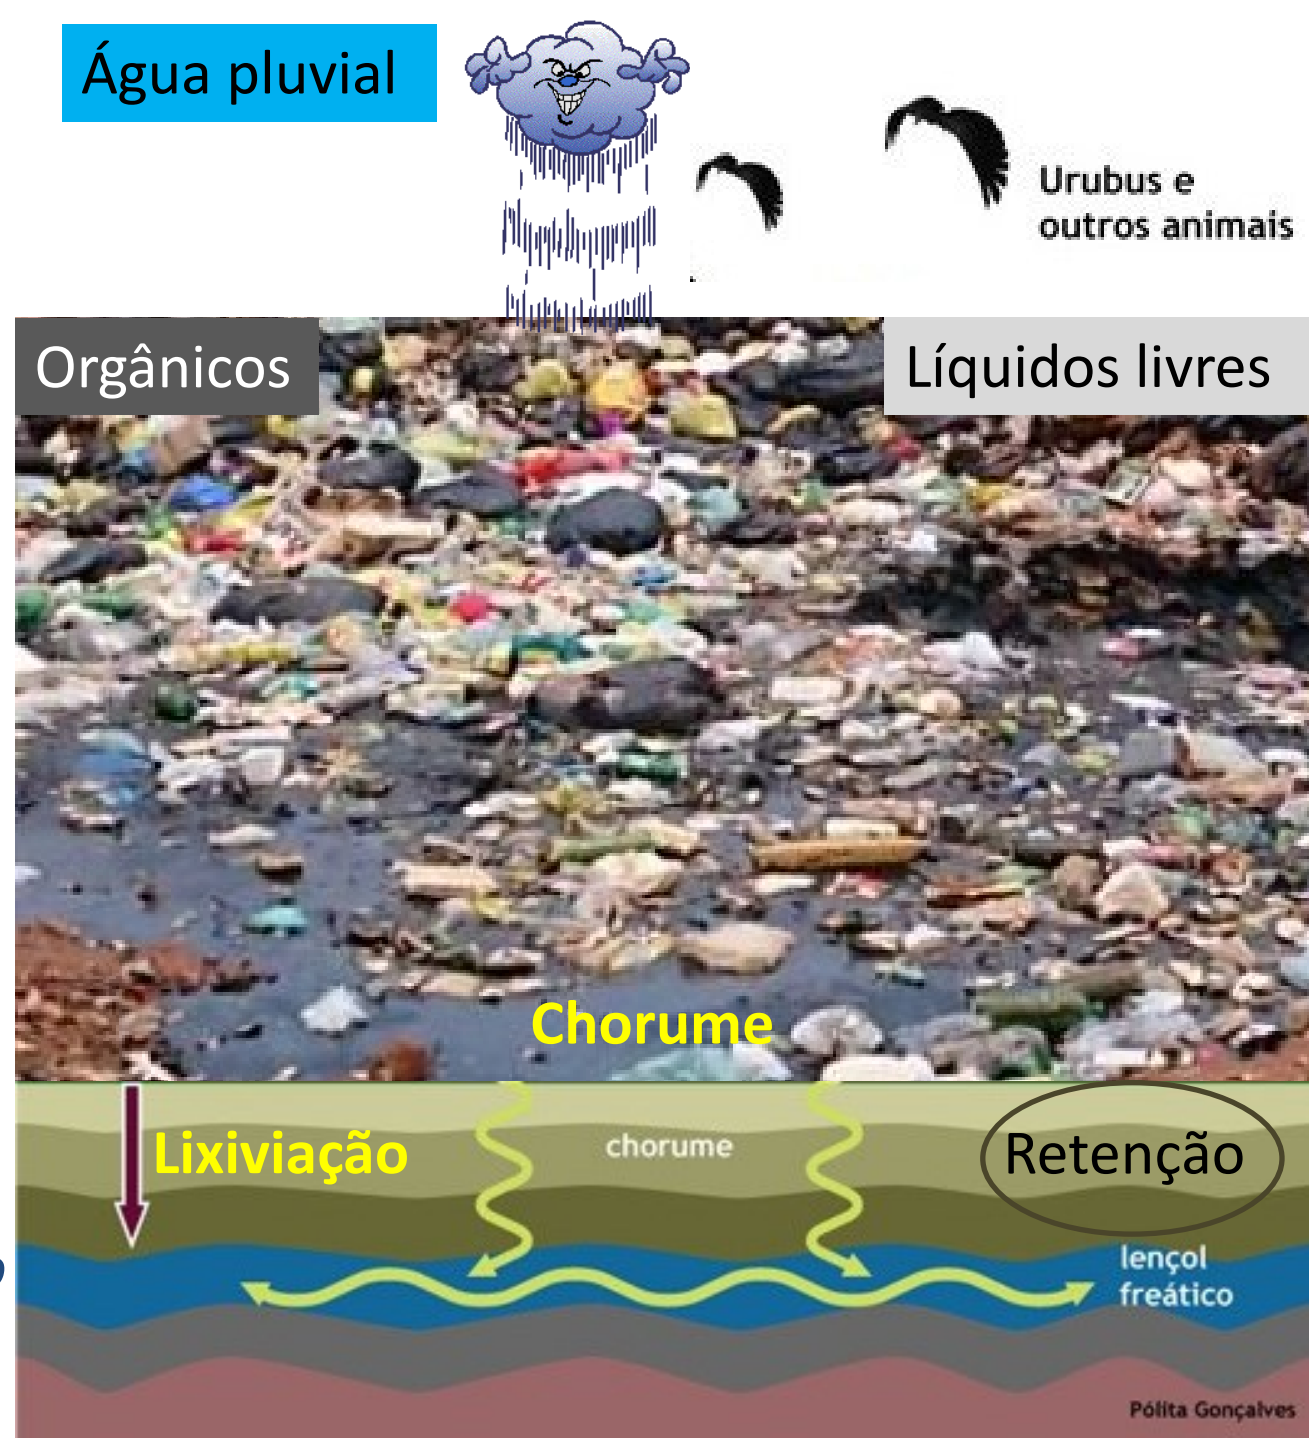 Água pluvial
Urubus e
outros animais
Orgânicos
Líquidos livres
Chorume
Lixiviação
chorume
Retenção
lençol
freático
Pólita Gonçalves